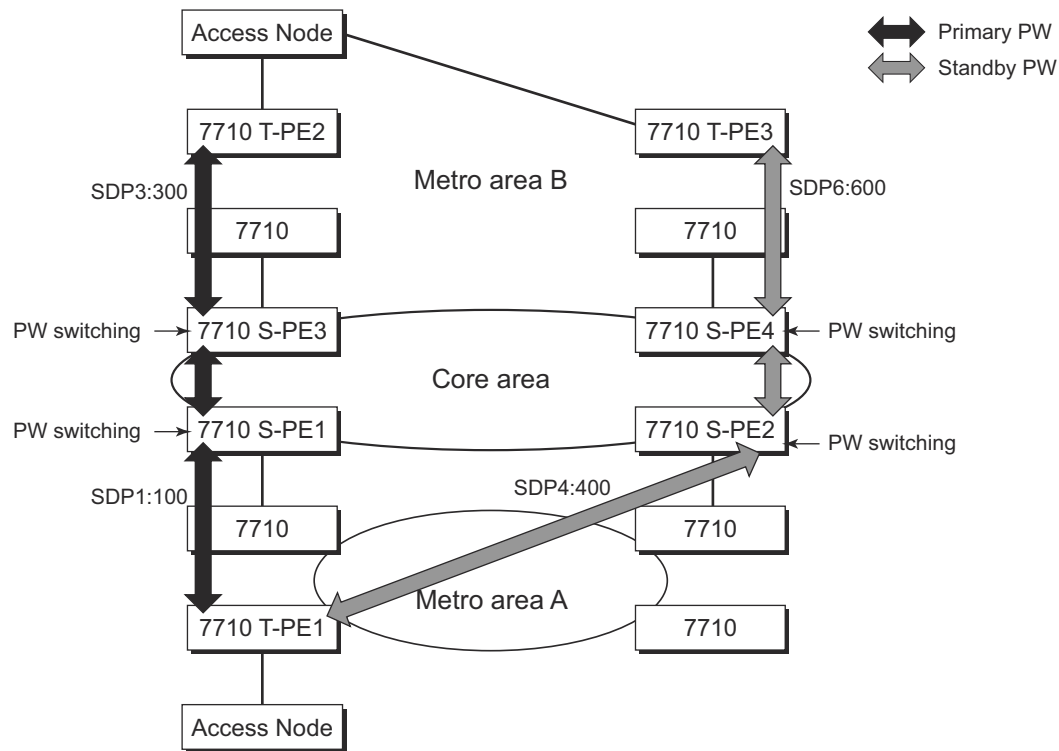 Access Node
Primary PW
Standby PW
7710 T-PE2
7710 T-PE3
Metro area B
SDP3:300
SDP6:600
7710
7710
PW switching
7710 S-PE3
7710 S-PE4
PW switching
Core area
PW switching
7710 S-PE1
7710 S-PE2
PW switching
SDP1:100
SDP4:400
7710
7710
Metro area A
7710 T-PE1
7710
Access Node